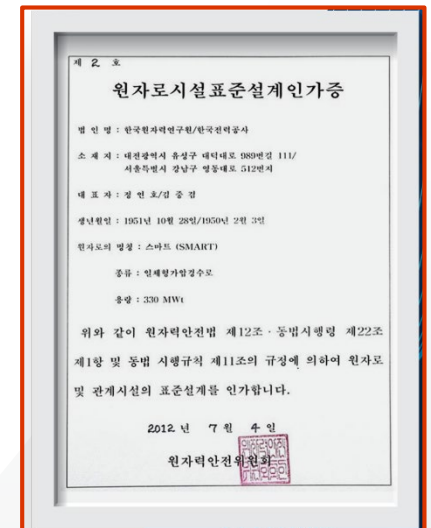 제 2 호
원자로시설표준설계인가증
법 인 명 : 한국원자력연구원/한국전력공사
소 재 지 : 대전광역시 유성구 대덕대로 989번길 111/
서울특별시 강남구 영동대로 512번지
대 표 자 : 정 연 호/김 중 겸
생년월일 : 1951년 10월 28일/1950년 2월 3일
원자로의 명칭 : 스마트 (SMART)
종류 : 일체형가압경수로
용량 : 330 MWt
위와 같이 원자력안전법 제12조ㆍ동법시행령 제22조
제1항 및 동법 시행규칙 제11조의 규정에 의하여 원자로
및 관계시설의 표준설계를 인가합니다.
2012 년 7 월 4 일
원자력안전위원회